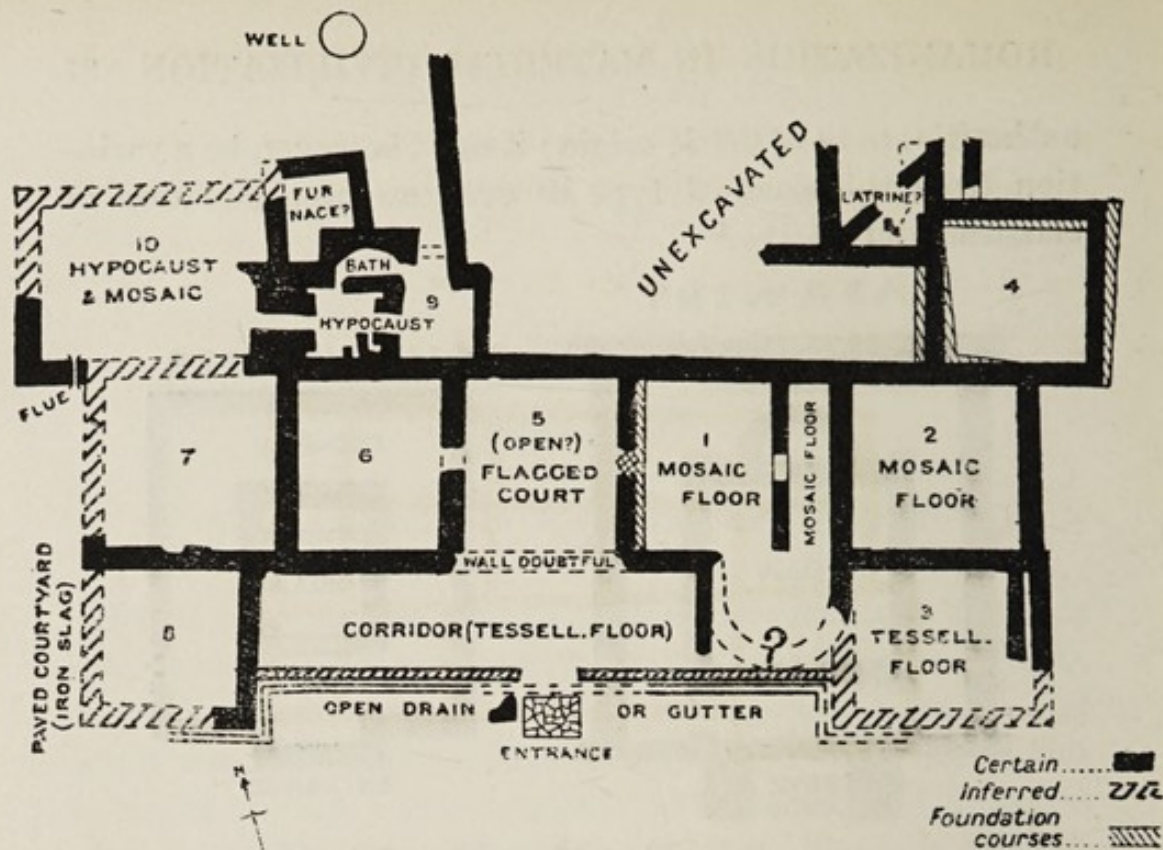 WELL
UNEXCAVATED
FUR
NACE?
LATRINE?
10
HYPOCAUST
& MOSAIC
BATH
9
HYPOCAUST
4
FLUE
7
6
5
(OPEN?)
FLAGGED
COURT
1
MOSAIC
FLOOR
MOSAIC FLOOR
2
MOSAIC
FLOOR
WALL DOUBTFUL
PAVED COURTYARD
(IRON SLAG)
8
CORRIDOR (TESSELL. FLOOR)
?
3
TESSELL.
FLOOR
OPEN DRAIN
OR GUTTER
ENTRANCE
N
Certain......
Inferred.....
Foundation
courses....